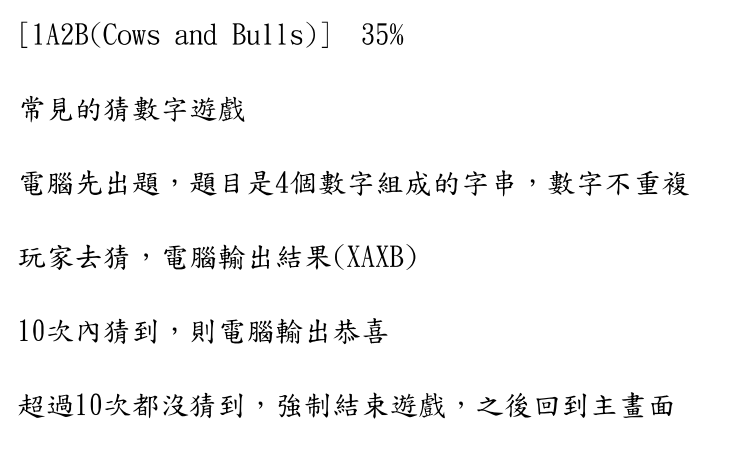 [1A2B(Cows and Bulls)] 35%
常見的猜數字遊戲
電腦先出題，題目是4個數字組成的字串，數字不重複
玩家去猜，電腦輸出結果(XAXB)
10次內猜到，則電腦輸出恭喜
超過10次都沒猜到，強制結束遊戲，之後回到主畫面